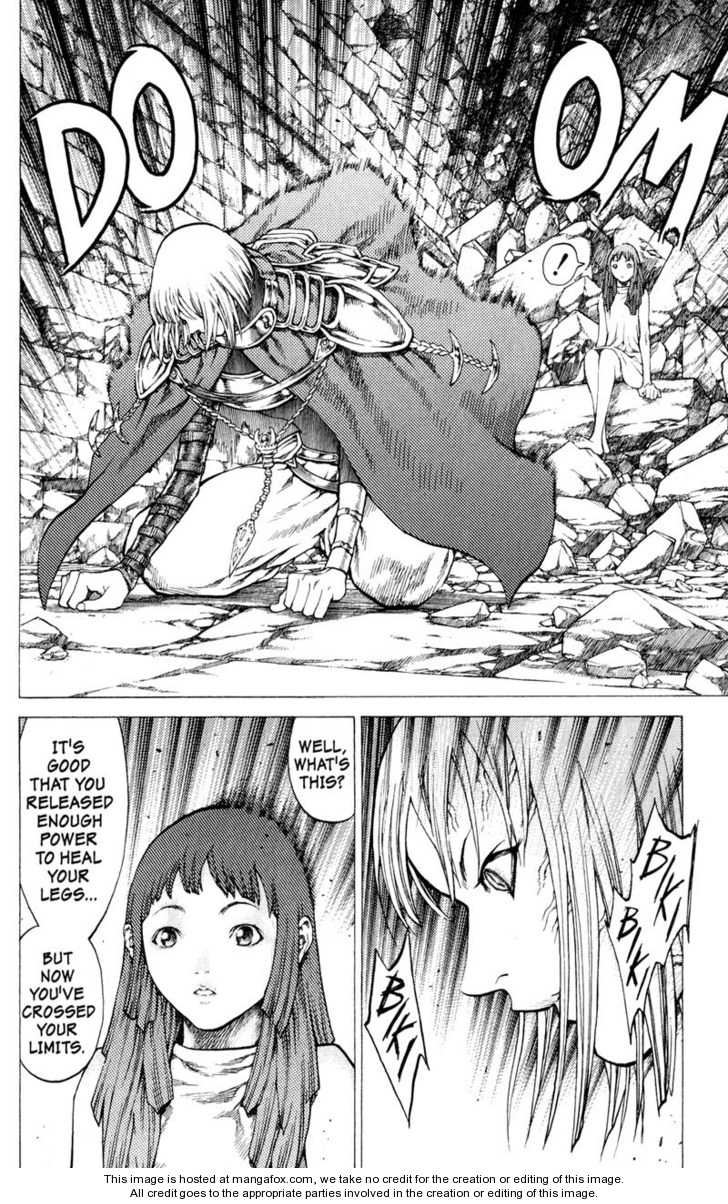 DOOM
!
WELL,
WHAT'S
THIS?
IT'S
GOOD
THAT YOU
RELEASED
ENOUGH
POWER
TO HEAL
YOUR
LEGS...
BUT
NOW
YOU'VE
CROSSED
YOUR
LIMITS.
BIKI
BIKI
BIKI
This image is hosted at mangafox.com, we take no credit for the creation or editing of this image.
All credit goes to the appropriate parties involved in the creation or editing of this image.